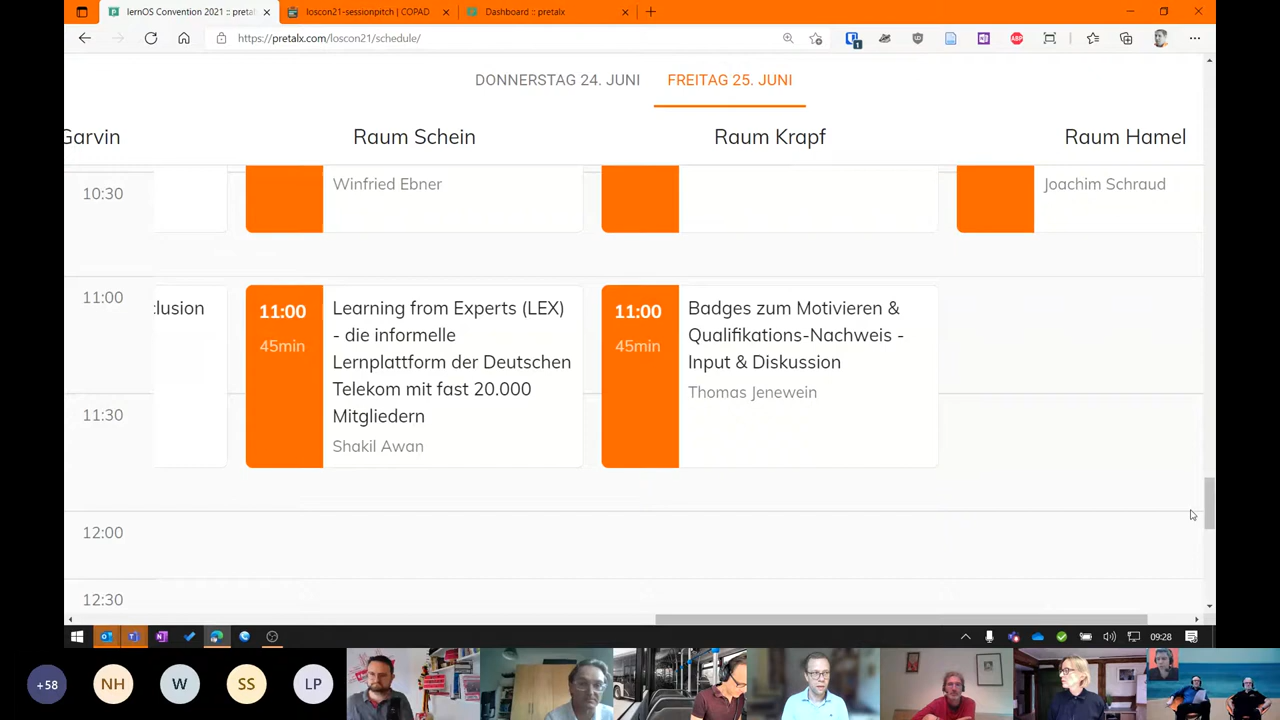 lernOS Convention 2021 :: pretal
loscon21-sessionpitch | COPAD
Dashboard :: pretalx
https://pretalx.com/loscon21/schedule/
1
ABP
DONNERSTAG 24. JUNI
FREITAG 25. JUNI
Garvin
Raum Schein
Raum Krapf
Raum Hamel
10:30
Winfried Ebner
Joachim Schraud
11:00
clusion
11:00
45min
Learning from Experts (LEX)
- die informelle
Lernplattform der Deutschen
Telekom mit fast 20.000
Mitgliedern
Shakil Awan
11:00
45min
Badges zum Motivieren &
Qualifikations-Nachweis -
Input & Diskussion
Thomas Jenewein
11:30
12:00
12:30
09:28
+58
NH
W
SS
LP